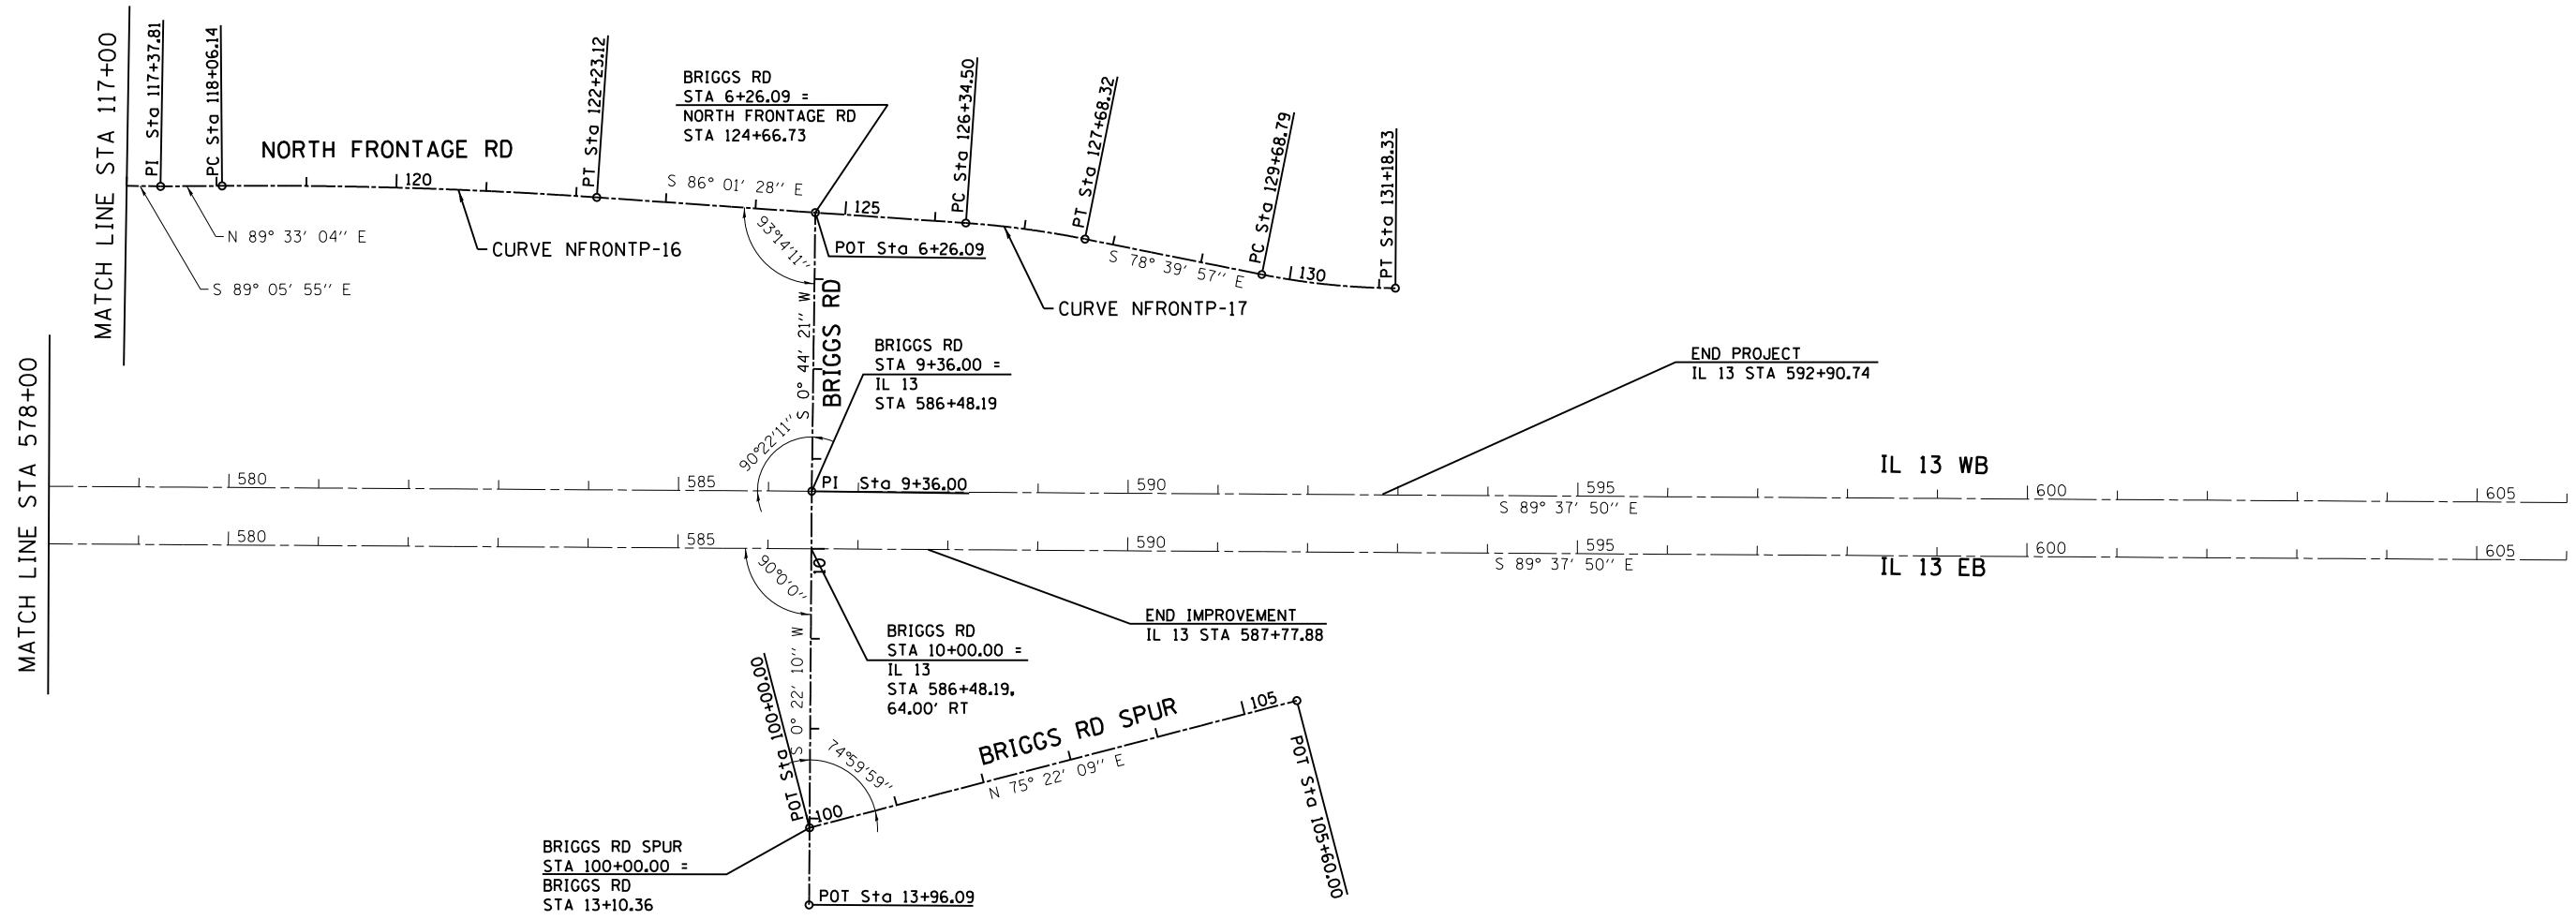 MATCH LINE STA 117+00
PI Sta 117+37.81
PC Sta 118+06.14
NORTH FRONTAGE RD
120
PT Sta 122+23.12
BRIGGS RD
STA 6+26.09 =
NORTH FRONTAGE RD
STA 124+66.73
S 86° 01' 28" E
125
PC Sta 126+34.50
PT Sta 127+68.32
PC Sta 129+68.79
130
PT Sta 131+18.33
N 89° 33' 04" E
S 89° 05' 55" E
CURVE NFRONTP-16
93°14'11"
POT Sta 6+26.09
S 78° 39' 57" E
CURVE NFRONTP-17
S 0° 44' 21" W
BRIGGS RD
BRIGGS RD
STA 9+36.00 =
IL 13
STA 586+48.19
END PROJECT
IL 13 STA 592+90.74
MATCH LINE STA 578+00
90°22'11"
PI Sta 9+36.00
580
585
590
595
600
605
IL 13 WB
S 89° 37' 50" E
580
585
590
595
600
605
S 89° 37' 50" E
IL 13 EB
90°0'0"
10
END IMPROVEMENT
IL 13 STA 587+77.88
BRIGGS RD
STA 10+00.00 =
IL 13
STA 586+48.19,
64.00' RT
S 0° 22' 10" W
POT Sta 100+00.00
74°59'59"
100
BRIGGS RD SPUR
N 75° 22' 09" E
105
POT Sta 105+60.00
BRIGGS RD SPUR
STA 100+00.00 =
BRIGGS RD
STA 13+10.36
POT Sta 13+96.09